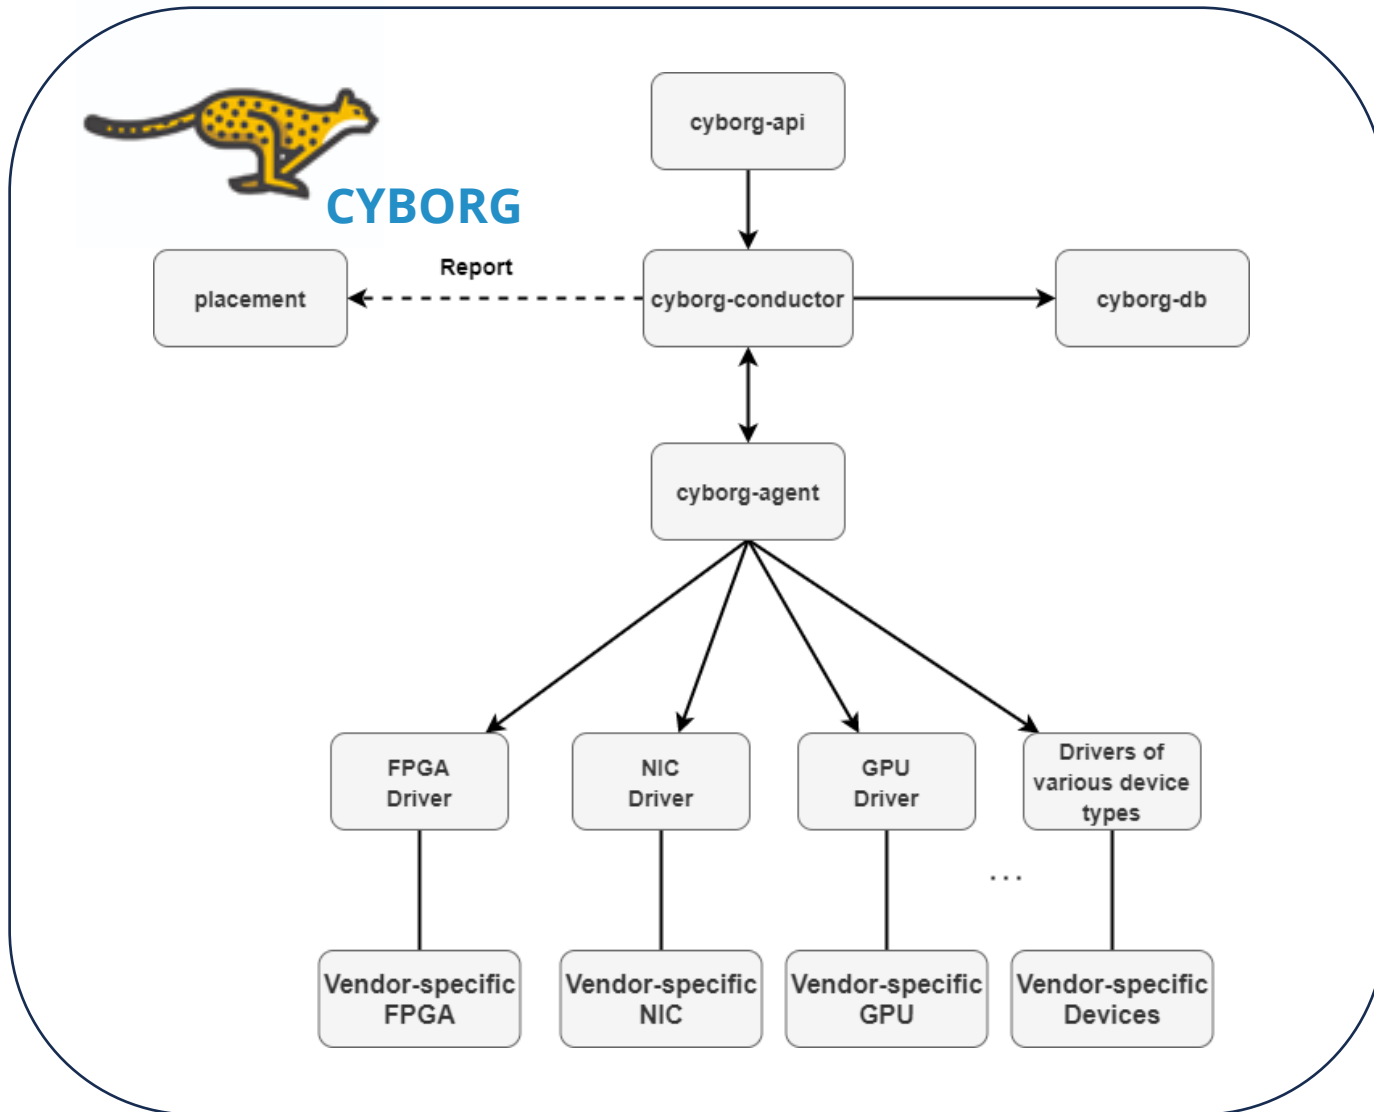 cyborg-api
CYBORG
Report
placement
cyborg-conductor
cyborg-db
cyborg-agent
FPGA
Driver
NIC
Driver
GPU
Driver
Drivers of
various device
types
...
Vendor-specific
FPGA
Vendor-specific
NIC
Vendor-specific
GPU
Vendor-specific
Devices